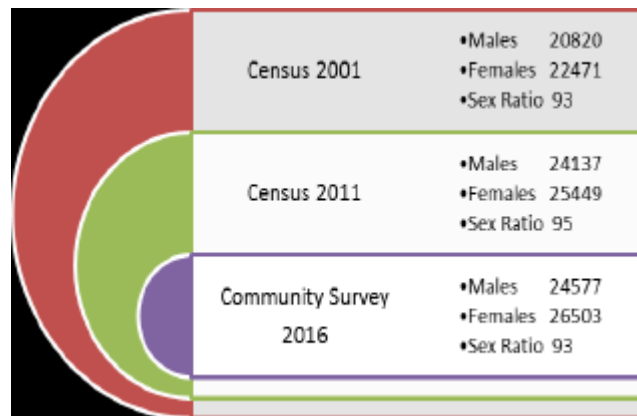 Census 2001
•Males 20820
•Females 22471
•Sex Ratio 93
Census 2011
•Males 24137
•Females 25449
•Sex Ratio 95
Community Survey
2016
•Males 24577
•Females 26503
•Sex Ratio 93